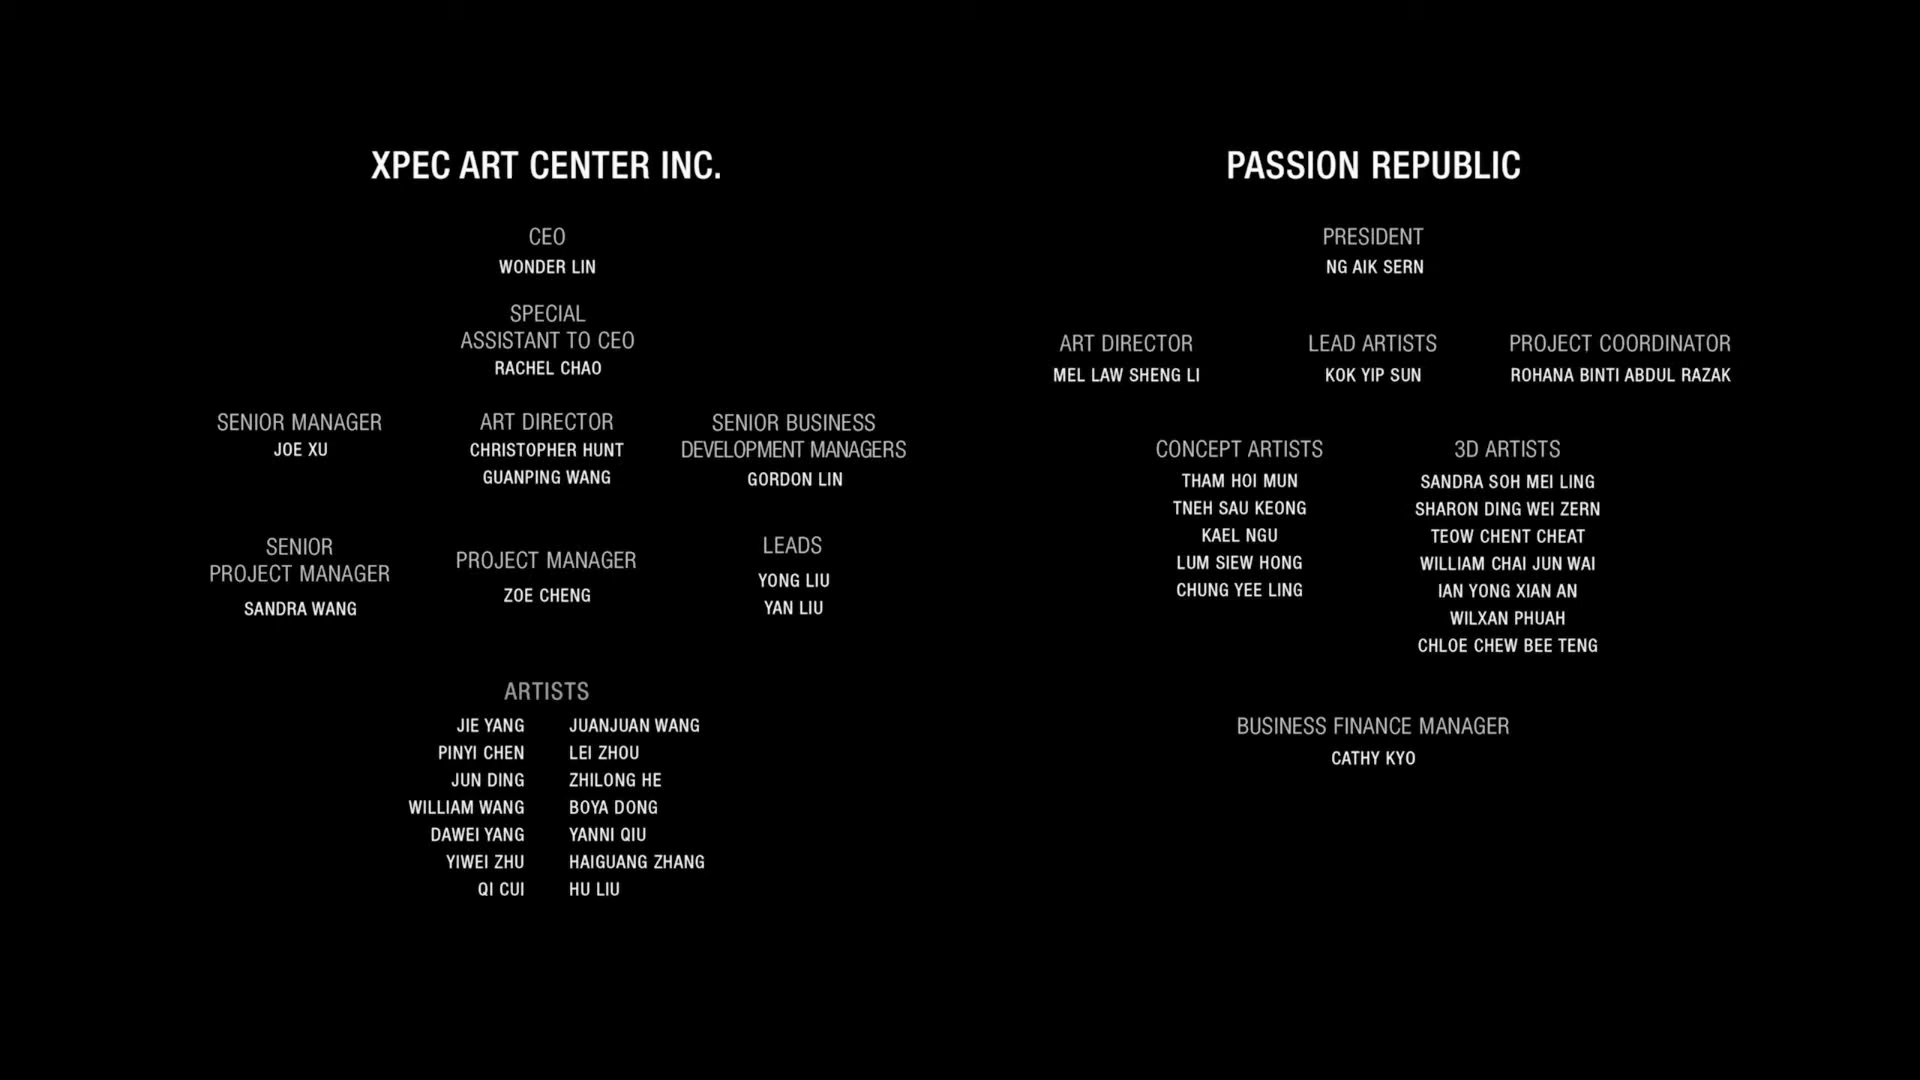 XPEC ART CENTER INC.
CEO
WONDER LIN
SPECIAL
ASSISTANT TO CEO
RACHEL CHAO
SENIOR MANAGER
JOE XU
ART DIRECTOR
CHRISTOPHER HUNT
GUANPING WANG
SENIOR BUSINESS
DEVELOPMENT MANAGERS
GORDON LIN
SENIOR
PROJECT MANAGER
SANDRA WANG
PROJECT MANAGER
ZOE CHENG
LEADS
YONG LIU
YAN LIU
ARTISTS
JIE YANG
PINYI CHEN
JUN DING
WILLIAM WANG
DAWEI YANG
YIWEI ZHU
QI CUI
JUANJUAN WANG
LEI ZHOU
ZHILONG HE
BOYA DONG
YANNI QIU
HAIGUANG ZHANG
HU LIU
PASSION REPUBLIC
PRESIDENT
NG AIK SERN
ART DIRECTOR
MEL LAW SHENG LI
LEAD ARTISTS
KOK YIP SUN
PROJECT COORDINATOR
ROHANA BINTI ABDUL RAZAK
CONCEPT ARTISTS
THAM HOI MUN
TNEH SAU KEONG
KAEL NGU
LUM SIEW HONG
CHUNG YEE LING
3D ARTISTS
SANDRA SOH MEI LING
SHARON DING WEI ZERN
TEOW CHENT CHEAT
WILLIAM CHAI JUN WAI
IAN YONG XIAN AN
WILXAN PHUAH
CHLOE CHEW BEE TENG
BUSINESS FINANCE MANAGER
CATHY KYO